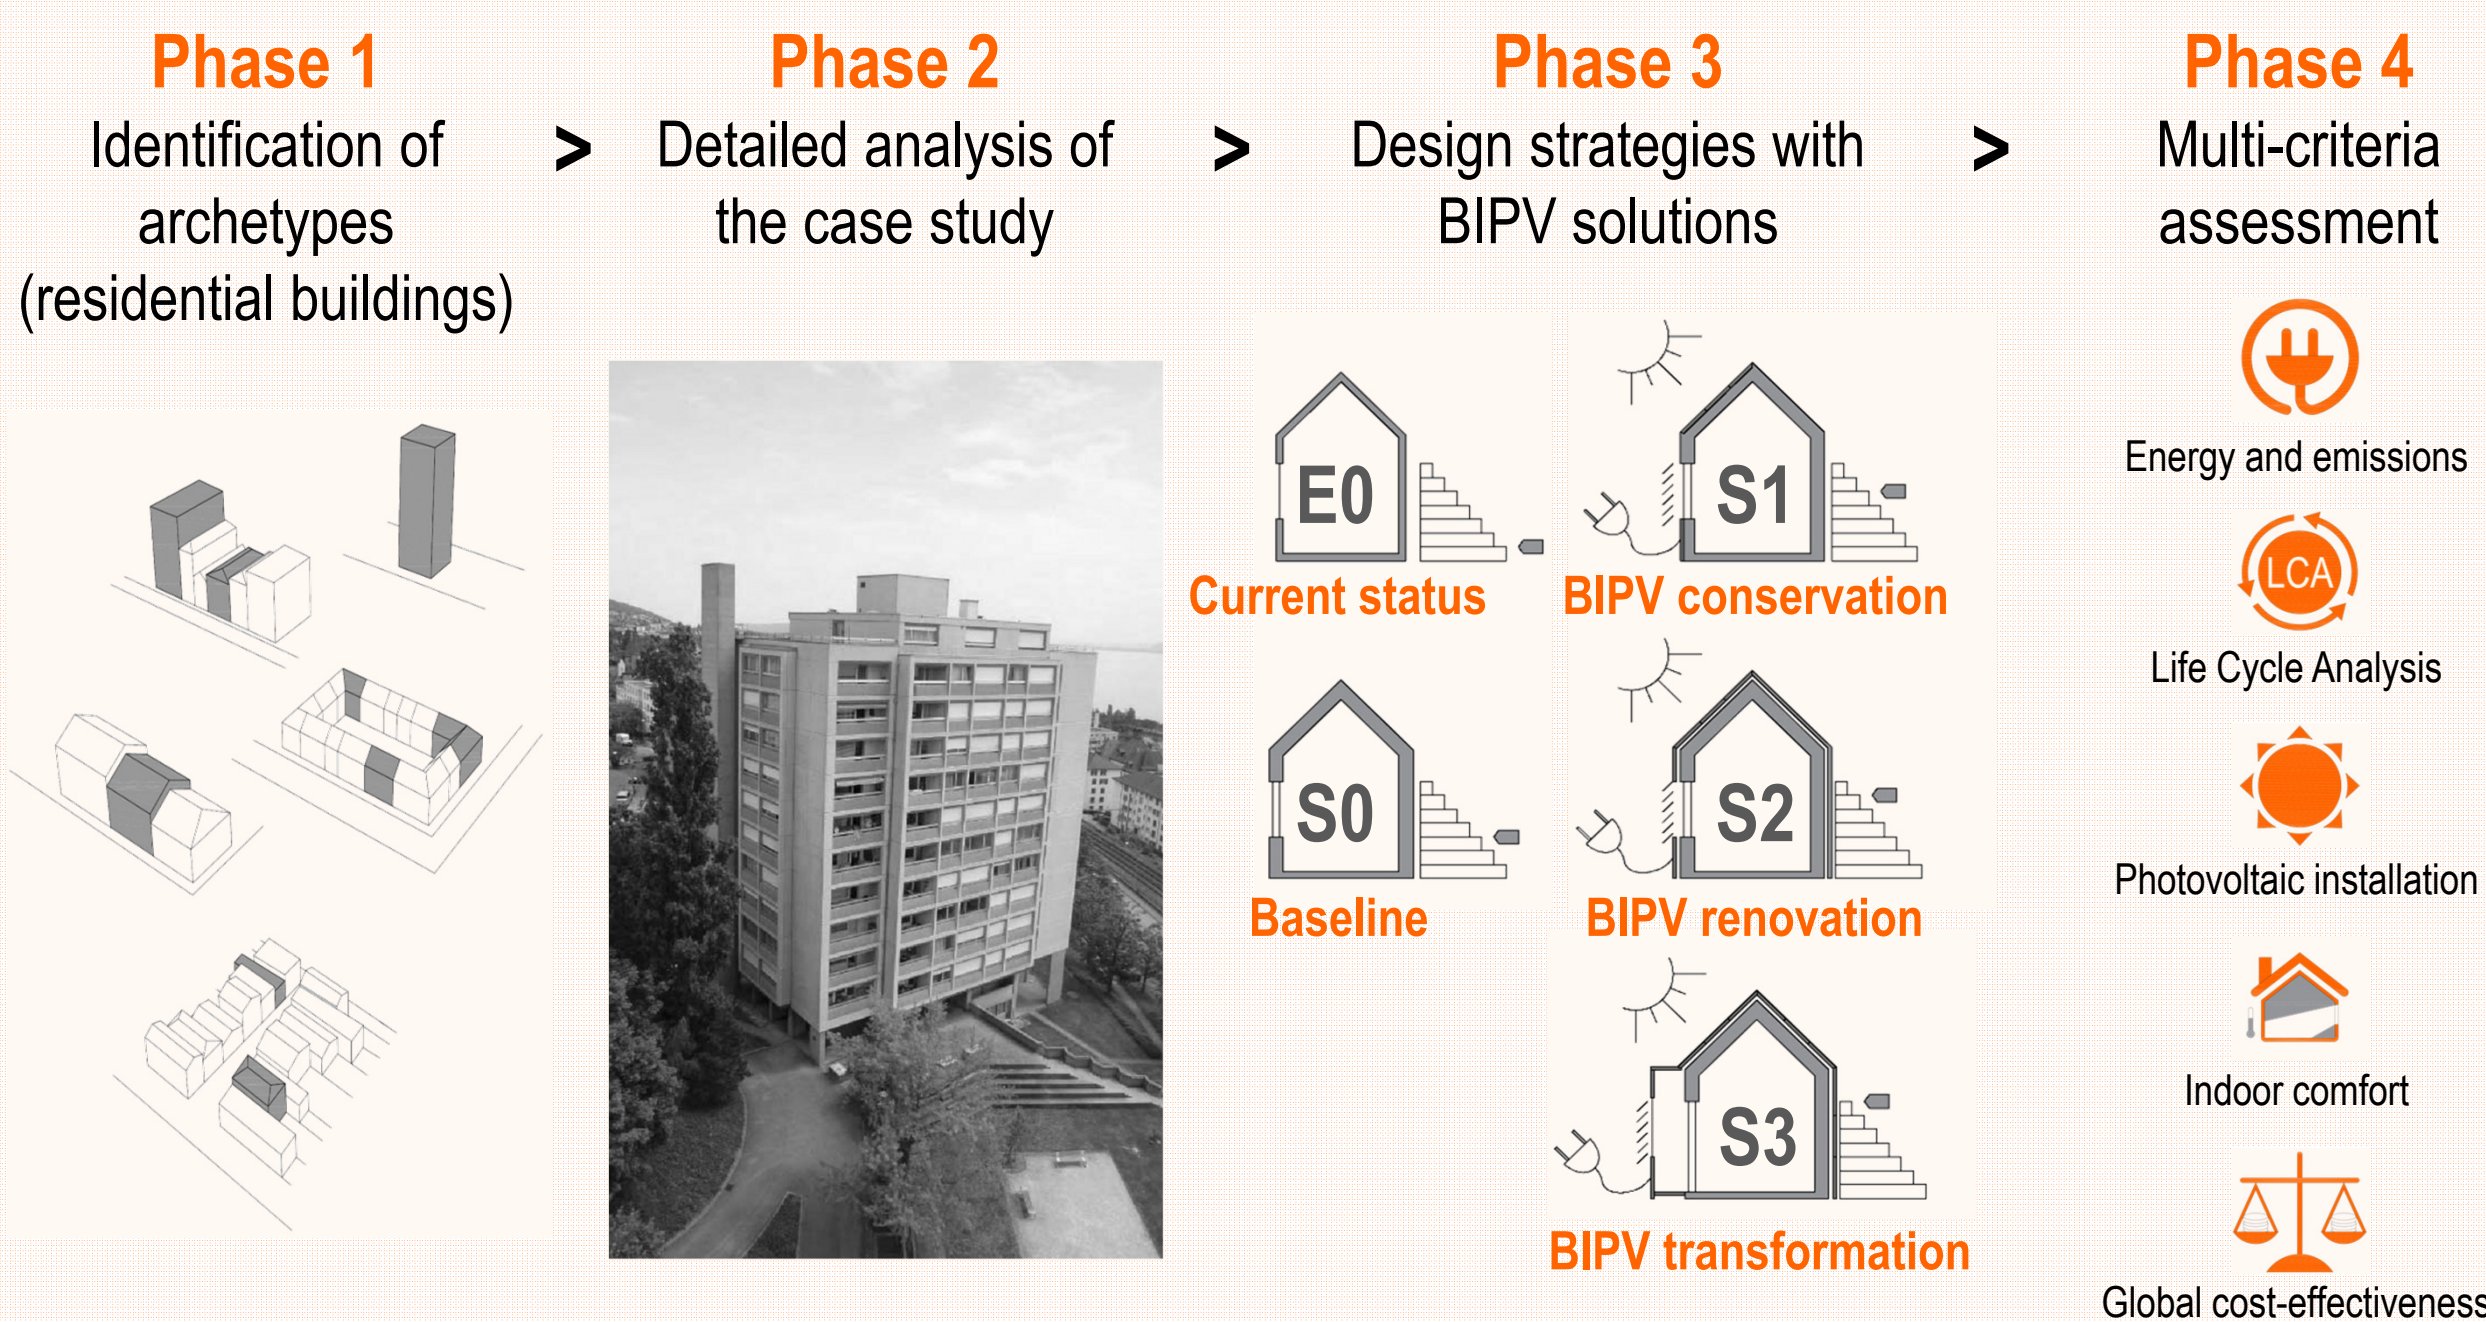 Phase 1
Identification of
archetypes
(residential buildings)
>
Phase 2
Detailed analysis of
the case study
>
Phase 3
Design strategies with
BIPV solutions
>
Phase 4
Multi-criteria
assessment
E0
Current status
S1
BIPV conservation
S0
Baseline
S2
BIPV renovation
S3
BIPV transformation
Energy and emissions
LCA
Life Cycle Analysis
Photovoltaic installation
Indoor comfort
Global cost-effectiveness